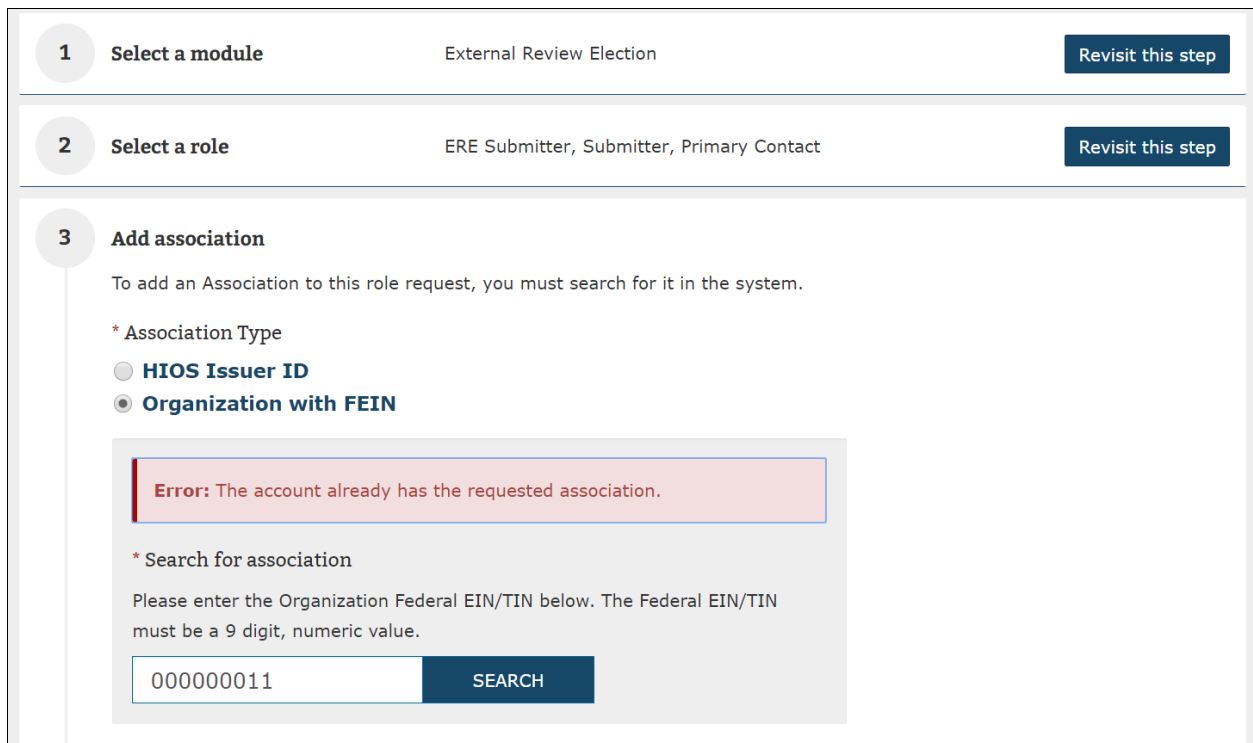 1 Select a module External Review Election Revisit this step
2 Select a role ERE Submitter, Submitter, Primary Contact Revisit this step
3 Add association
To add an Association to this role request, you must search for it in the system.
* Association Type
HIOS Issuer ID
Organization with FEIN
Error: The account already has the requested association.
* Search for association
Please enter the Organization Federal EIN/TIN below. The Federal EIN/TIN
must be a 9 digit, numeric value.
000000011 SEARCH